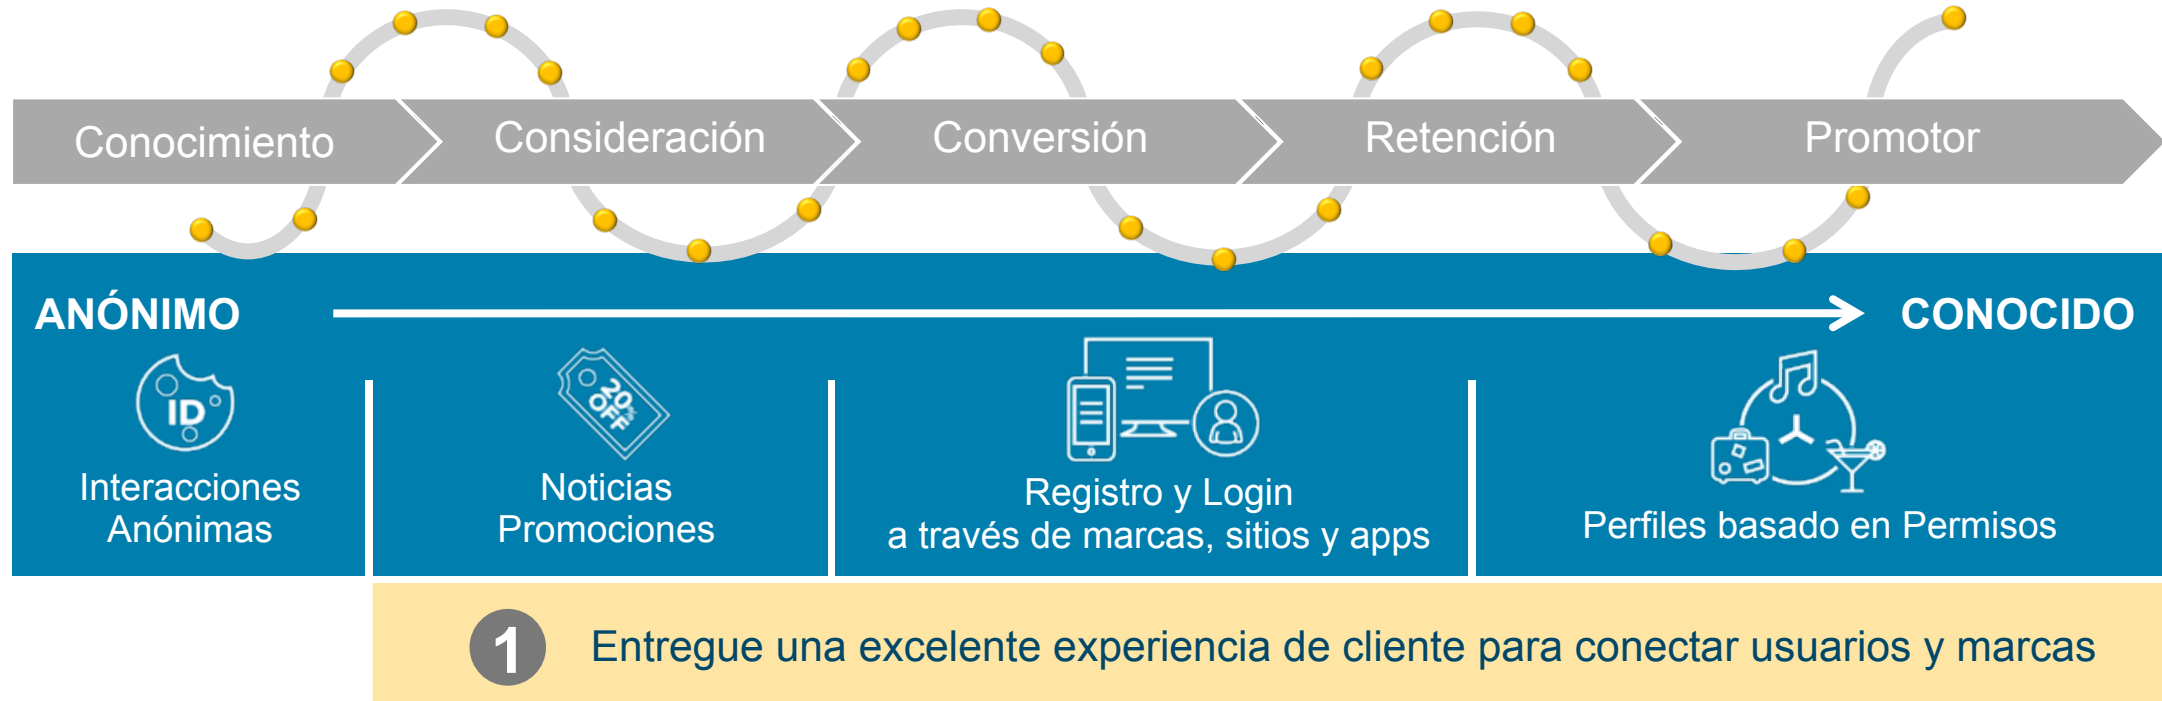 Conocimiento
Consideración
Conversión
Retención
Promotor
ANÓNIMO
CONOCIDO
ID
Interacciones
Anónimas
20%
OFF
Noticias
Promociones
Registro y Login
a través de marcas, sitios y apps
Perfiles basado en Permisos
1
Entregue una excelente experiencia de cliente para conectar usuarios y marcas